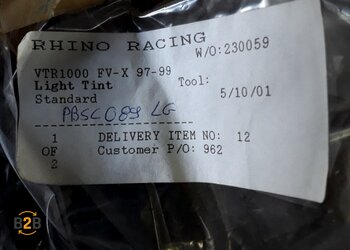 RHINO RACING
W/O:230059
VTR1000 FV-X 97-99
Light Tint Tool:
Standard 5/10/01
PBSC089 LG
1 DELIVERY ITEM NO: 12
OF Customer P/O: 962
2
B2B